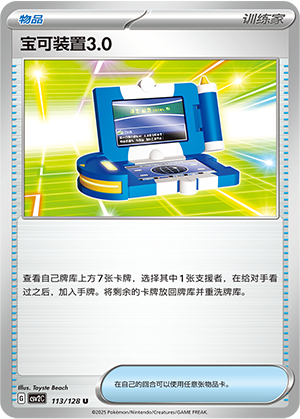 物品
训练家
宝可装置3.0
查看自己牌库上方7张卡牌，选择其中1张支援者，在给对手看
过之后，加入手牌。将剩余的卡牌放回牌库并重洗牌库。
Illus. Toyste Beach
在自己的回合可以使用任意张物品卡。
G CSV2C 113/128 U
©2025 Pokémon/Nintendo/Creatures/GAME FREAK.